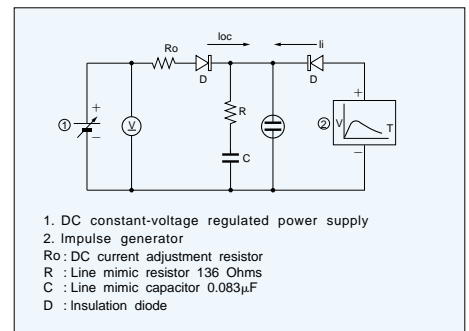 Ioc
Ii
Ro
D
D
R
C
1
+
−
V
2
+
V
T
−
1. DC constant-voltage regulated power supply
2. Impulse generator
Ro : DC current adjustment resistor
R : Line mimic resistor 136 Ohms
C : Line mimic capacitor 0.083μF
D : Insulation diode